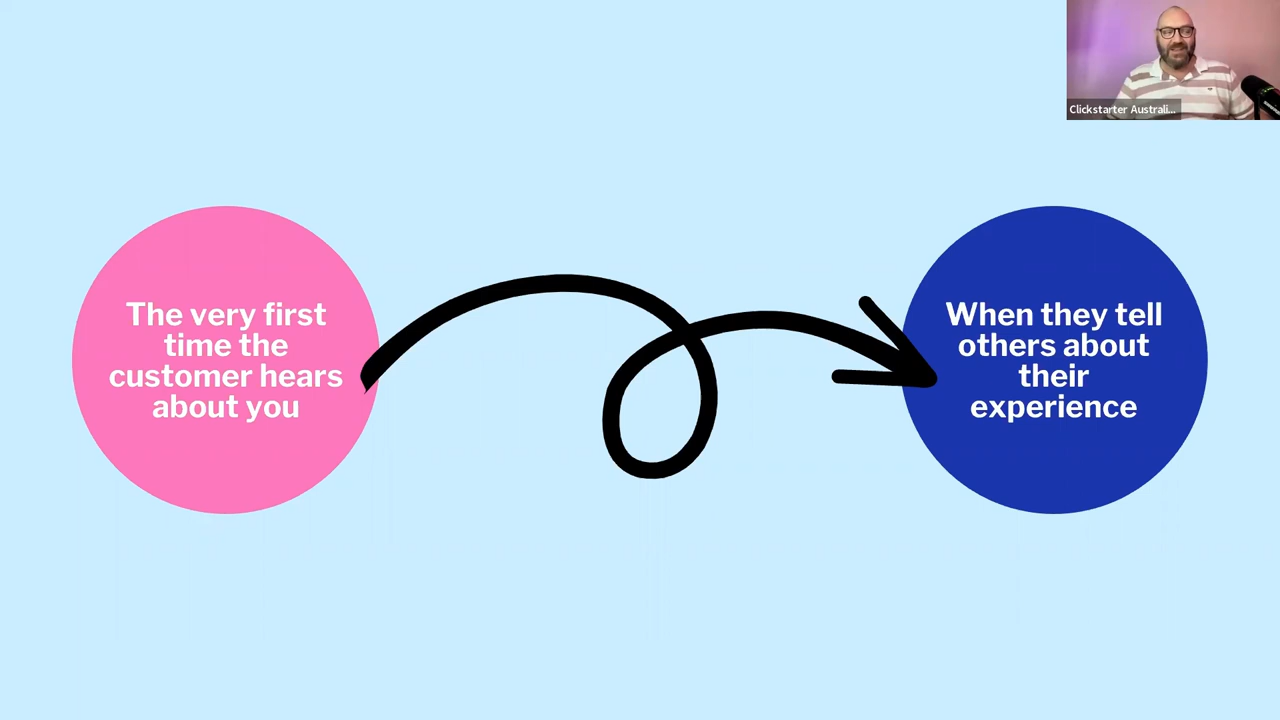 Clickstarter Australi...
The very first
time the
customer hears
about you
When they tell
others about
their
experience